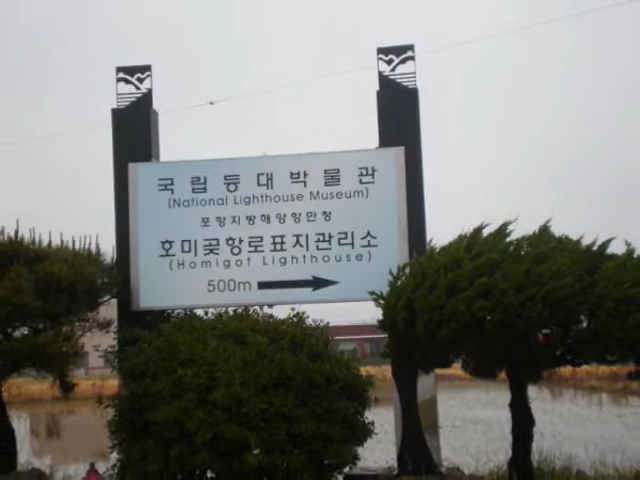 국립등대박물관
(National Lighthouse Museum)
포항지방해양항만청
호미곶항로표지관리소
(Homigot Lighthouse)
500m